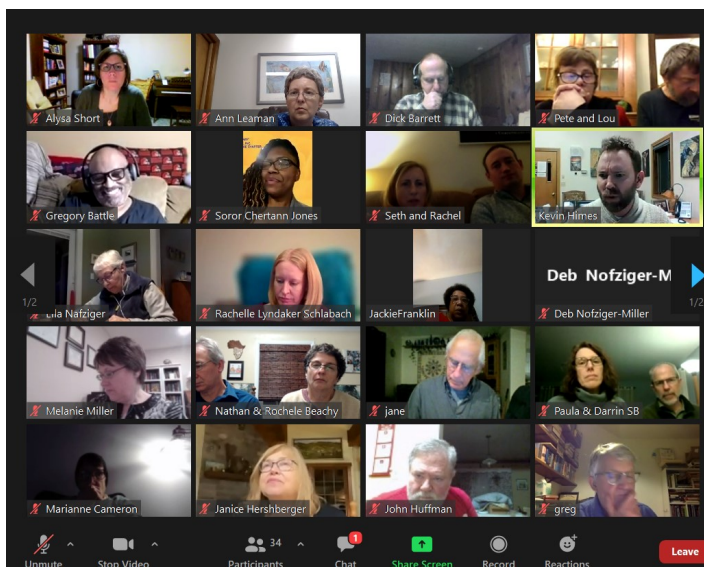 Alysa Short
Ann Leaman
Dick Barrett
Pete and Lou
Gregory Battle
Soror Chertann Jones
Seth and Rachel
Kevin Himes
Nafziger
Rachelle Lyndaker Schlabach
JackieFranklin
Deb Nofziger-M
Deb Nofziger-Miller
1/2
1/2
Melanie Miller
Nathan & Rochele Beachy
jane
Paula & Darrin SB
Marianne Cameron
Janice Hershberger
John Huffman
greg
34
1
Unmute
Stop Video
Participants
Chat
Share Screen
Record
Reactions
Leave